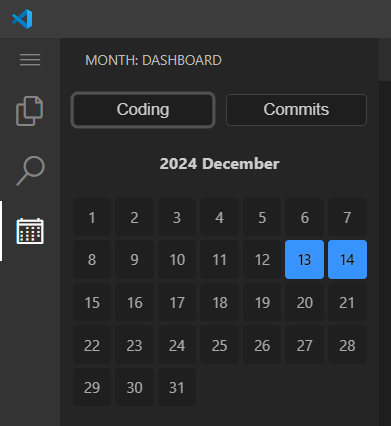 MONTH: DASHBOARD
Coding Commits
2024 December
1 2 3 4 5 6 7
8 9 10 11 12 13 14
15 16 17 18 19 20 21
22 23 24 25 26 27 28
29 30 31